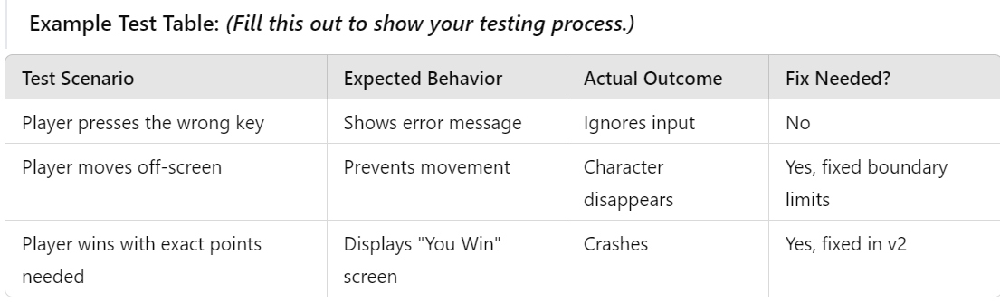 Example Test Table: (Fill this out to show your testing process.)
Test Scenario Expected Behavior Actual Outcome Fix Needed?
Player presses the wrong key Shows error message Ignores input No
Player moves off-screen Prevents movement Character disappears Yes, fixed boundary limits
Player wins with exact points needed Displays "You Win" screen Crashes Yes, fixed in v2